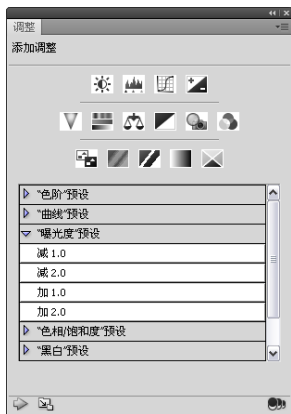 调整
添加调整
“色阶”预设
“曲线”预设
“曝光度”预设
减 1.0
减 2.0
加 1.0
加 2.0
“色相/饱和度”预设
“黑白”预设